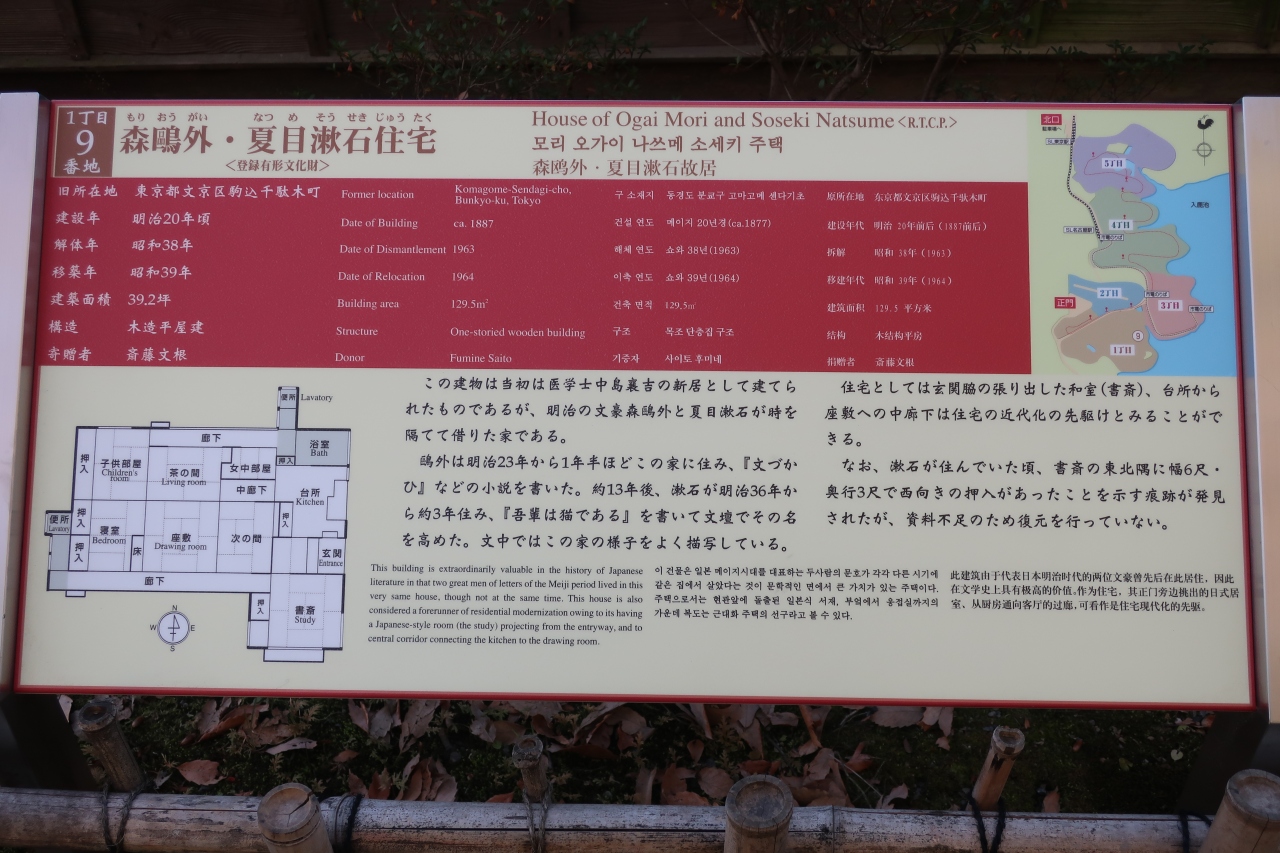 1丁目
9
番地
もり おう がい なつ め そう せき じゅう たく
森鷗外・夏目漱石住宅
<登録有形文化財>
House of Ogai Mori and Soseki Natsume <R.T.C.P.>
모리 오가이 나쓰메 소세키 주택
森鸥外・夏目漱石故居
旧所在地 東京都文京区駒込千駄木町
建設年 明治20年頃
解体年 昭和38年
移築年 昭和39年
建築面積 39.2坪
構造 木造平屋建
寄贈者 斎藤文根
Former location Komagome-Sendagi-cho,
Bunkyo-ku, Tokyo
Date of Building ca. 1887
Date of Dismantlement 1963
Date of Relocation 1964
Building area 129.5m²
Structure One-storied wooden building
Donor Fumine Saito
구 소재지 동경도 분쿄구 고마고메 센다기초
건설 연도 메이지 20년경(ca.1877)
해체 연도 쇼와 38년(1963)
이축 연도 쇼와 39년(1964)
건축 면적 129.5㎡
구조 목조 단층집 구조
기증자 사이토 후미네
原所在地 东京都文京区驹込千駄木町
建设年代 明治 20年前后（1887前后）
拆解 昭和 38年（1963）
移建年代 昭和 39年（1964）
建筑面积 129.5 平方米
结构 木结构平房
捐赠者 斎藤文根
北口
駐車場へ
SL東京駅
5丁目
入鹿池
4丁目
SL名古屋駅
市電のりば
2丁目
市電のりば
正門
3丁目
市電のりば
9
1丁目
便所 Lavatory
廊下
浴室
Bath
押入
子供部屋
Children's
room
茶の間
Living room
女中部屋
押入
中廊下
台所
Kitchen
便所
Lavatory
押入
寝室
Bedroom
押入
床
座敷
Drawing room
次の間
押入
玄関
Entrance
廊下
押入
書斎
Study
N
W E
S
この建物は当初は医学士中島襄吉の新居として建てら
れたものであるが、明治の文豪森鷗外と夏目漱石が時を
隔てて借りた家である。
鷗外は明治23年から1年半ほどこの家に住み、『文づか
ひ』などの小説を書いた。約13年後、漱石が明治36年か
ら約3年住み、『吾輩は猫である』を書いて文壇でその名
を高めた。文中ではこの家の様子をよく描写している。
住宅としては玄関脇の張り出した和室(書斎)、台所から
座敷への中廊下は住宅の近代化の先駆けとみることがで
きる。
なお、漱石が住んでいた頃、書斎の東北隅に幅6尺・
奥行3尺で西向きの押入があったことを示す痕跡が発見
されたが、資料不足のため復元を行っていない。
This building is extraordinarily valuable in the history of Japanese
literature in that two great men of letters of the Meiji period lived in this
very same house, though not at the same time. This house is also
considered a forerunner of residential modernization owing to its having
a Japanese-style room (the study) projecting from the entryway, and to
central corridor connecting the kitchen to the drawing room.
이 건물은 일본 메이지시대를 대표하는 두사람의 문호가 각각 다른 시기에
같은 집에서 살았다는 것이 문학적인 면에서 큰 가치가 있는 주택이다.
주택으로서는 현관앞에 돌출된 일본식 서재, 부엌에서 응접실까지의
가운데 복도는 근대화 주택의 선구라고 볼 수 있다.
此建筑由于代表日本明治时代的两位文豪曾先后在此居住，因此
在文学史上具有极高的价值。作为住宅，其正门旁边挑出的日式居
室、从厨房通向客厅的过廊，可看作是住宅现代化的先驱。